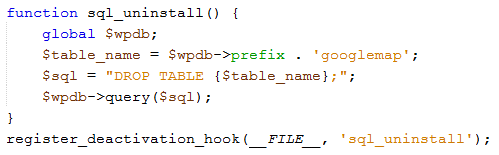 function sql_uninstall() {
    global $wpdb;
    $table_name = $wpdb->prefix . 'googlemap';
    $sql = "DROP TABLE {$table_name};";
    $wpdb->query($sql);
}
register_deactivation_hook(__FILE__, 'sql_uninstall');